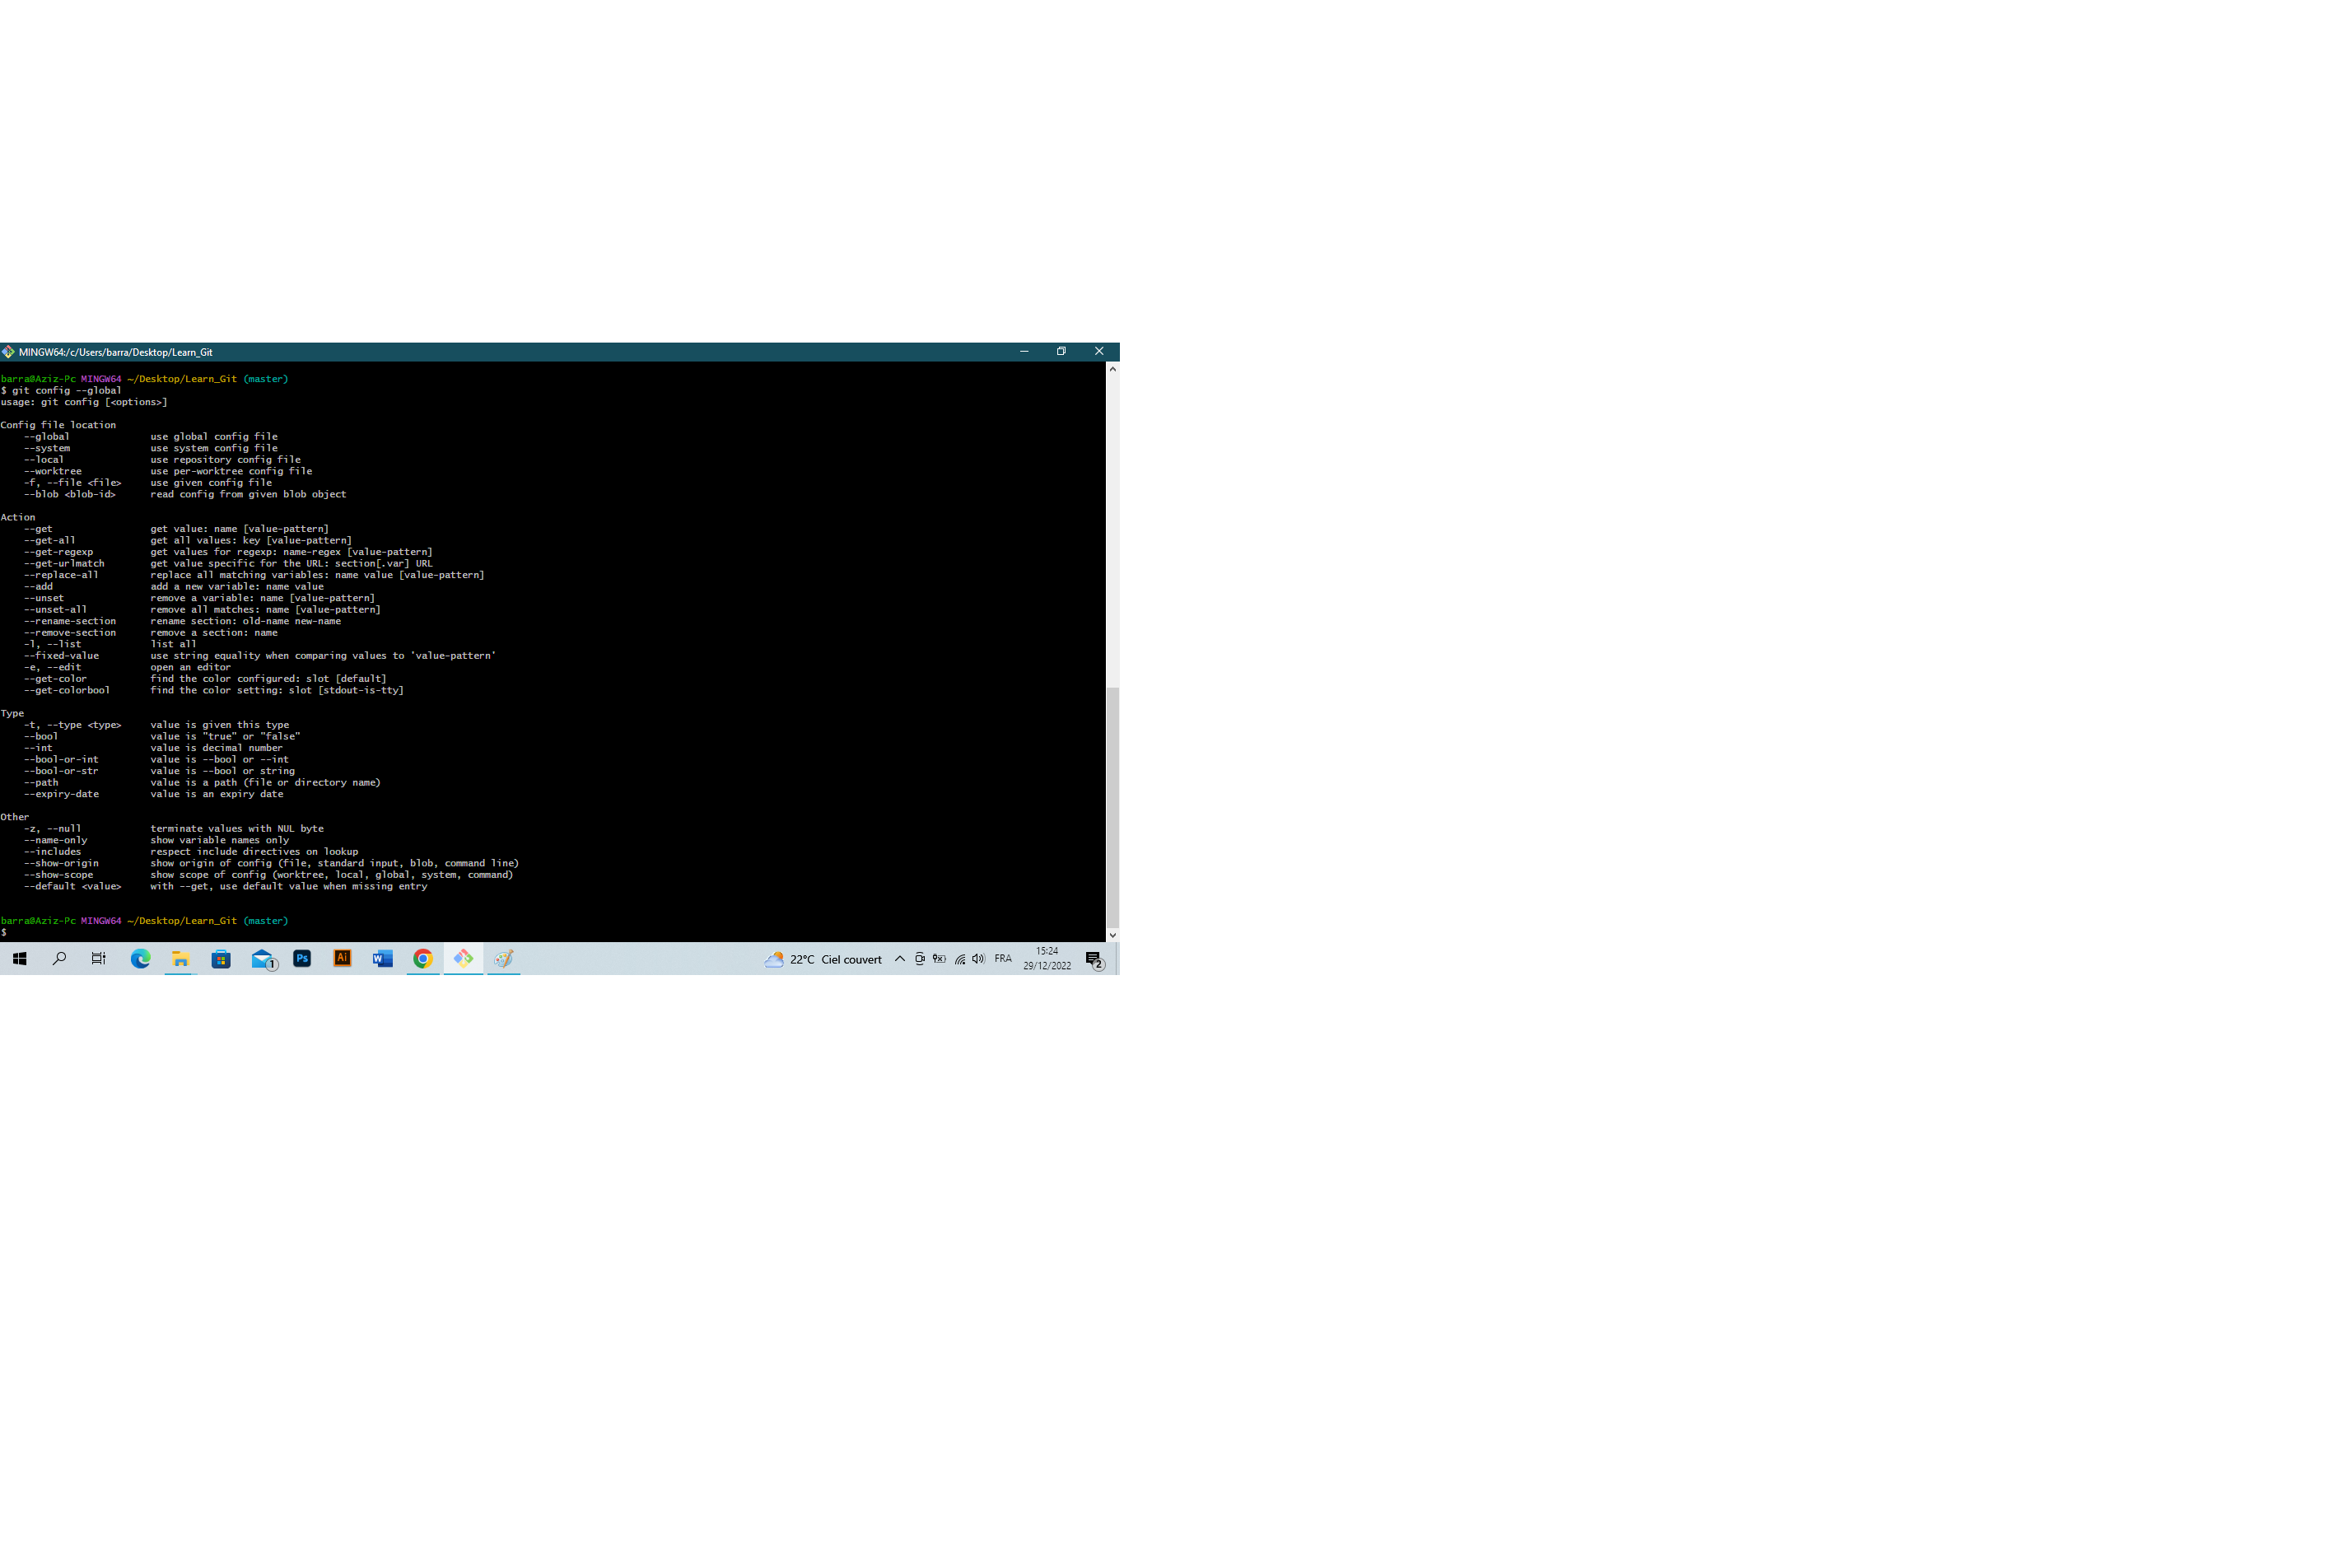 MINGW64:/c/Users/barra/Desktop/Learn_Git
barra@Aziz-Pc MINGW64 ~/Desktop/Learn_Git (master)
$ git config --global
usage: git config [<options>]
Config file location
--global use global config file
--system use system config file
--local use repository config file
--worktree use per-worktree config file
-f, --file <file> use given config file
--blob <blob-id> read config from given blob object
Action
--get get value: name [value-pattern]
--get-all get all values: key [value-pattern]
--get-regexp get values for regexp: name-regex [value-pattern]
--get-urlmatch get value specific for the URL: section[.var] URL
--replace-all replace all matching variables: name value [value-pattern]
--add add a new variable: name value
--unset remove a variable: name [value-pattern]
--unset-all remove all matches: name [value-pattern]
--rename-section rename section: old-name new-name
--remove-section remove a section: name
-l, --list list all
--fixed-value use string equality when comparing values to 'value-pattern'
-e, --edit open an editor
--get-color find the color configured: slot [default]
--get-colorbool find the color setting: slot [stdout-is-tty]
Type
-t, --type <type> value is given this type
--bool value is "true" or "false"
--int value is decimal number
--bool-or-int value is --bool or --int
--bool-or-str value is --bool or string
--path value is a path (file or directory name)
--expiry-date value is an expiry date
Other
-z, --null terminate values with NUL byte
--name-only show variable names only
--includes respect include directives on lookup
--show-origin show origin of config (file, standard input, blob, command line)
--show-scope show scope of config (worktree, local, global, system, command)
--default <value> with --get, use default value when missing entry
barra@Aziz-Pc MINGW64 ~/Desktop/Learn_Git (master)
$
1 Ps Ai W 22°C Ciel couvert FRA 15:24 2
29/12/2022